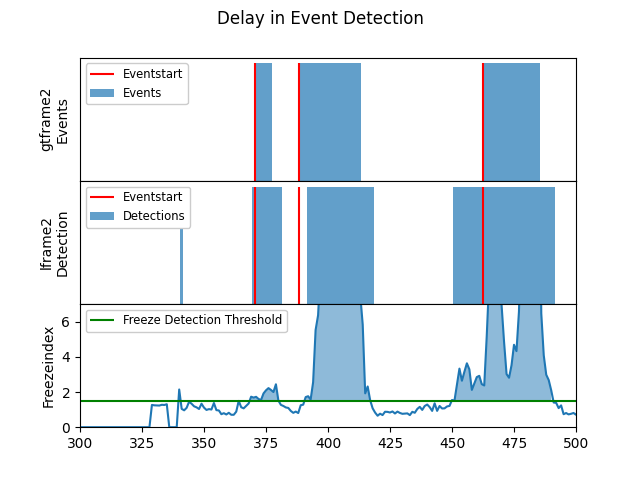 Delay in Event Detection
gtframe2
Events
Eventstart
Events
lframe2
Detection
Eventstart
Detections
Freezeindex
6
4
2
0
Freeze Detection Threshold
300 325 350 375 400 425 450 475 500